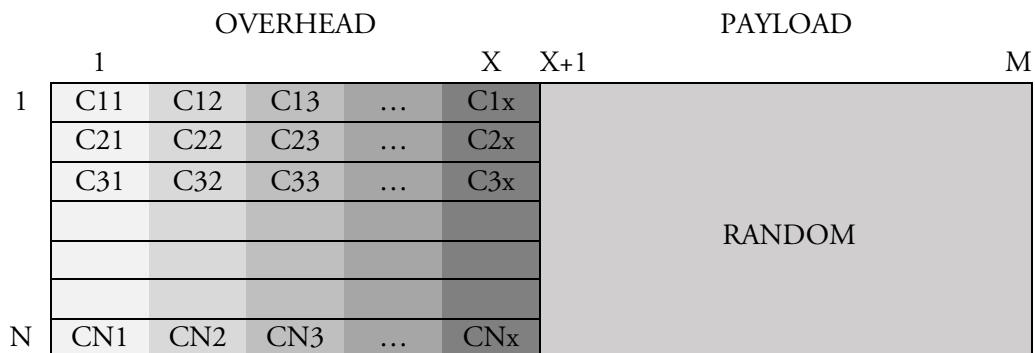 OVERHEAD PAYLOAD
1 X X+1 M
1 C11 C12 C13 ... C1x
C21 C22 C23 ... C2x
C31 C32 C33 ... C3x
RANDOM
N CN1 CN2 CN3 ... CNx